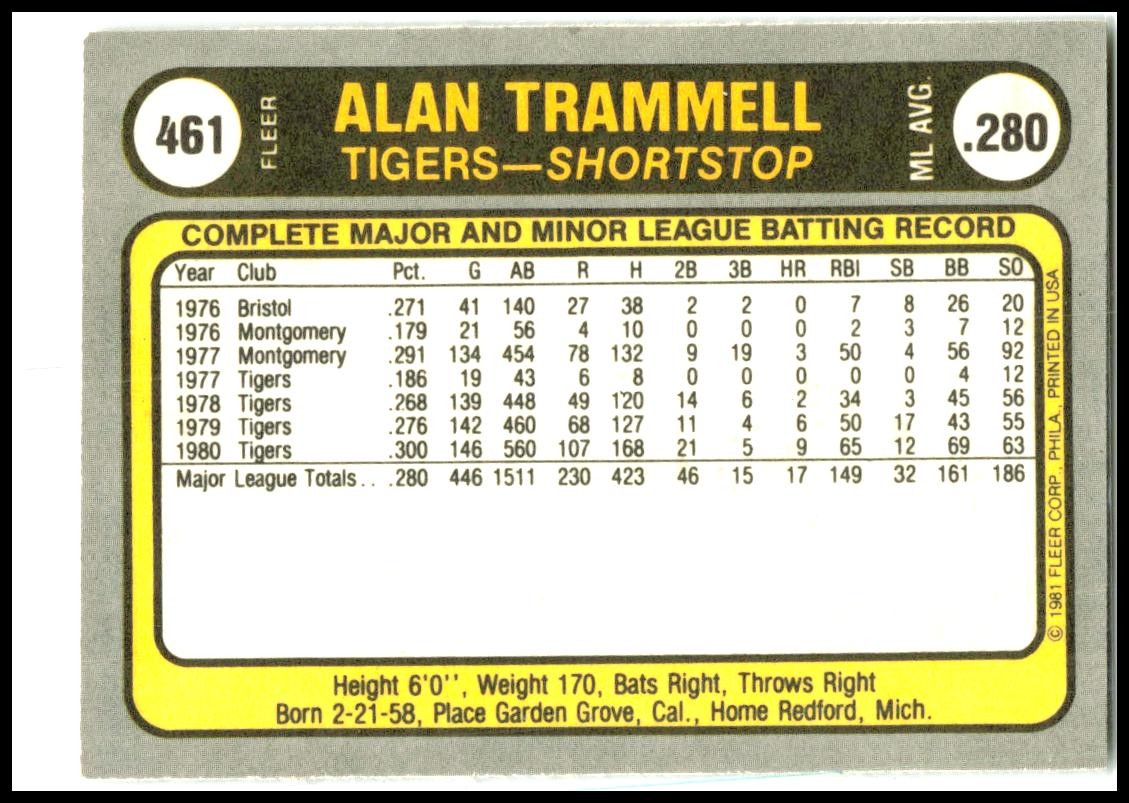 461 FLEER ALAN TRAMMELL ML AVG. .280
TIGERS—SHORTSTOP
COMPLETE MAJOR AND MINOR LEAGUE BATTING RECORD
Year Club Pct. G AB R H 2B 3B HR RBI SB BB SO
1976 Bristol .271 41 140 27 38 2 2 0 7 8 26 20
1976 Montgomery .179 21 56 4 10 0 0 0 2 3 7 12
1977 Montgomery .291 134 454 78 132 9 19 3 50 4 56 92
1977 Tigers .186 19 43 6 8 0 0 0 0 0 4 12
1978 Tigers .268 139 448 49 120 14 6 2 34 3 45 56
1979 Tigers .276 142 460 68 127 11 4 6 50 17 43 55
1980 Tigers .300 146 560 107 168 21 5 9 65 12 69 63
Major League Totals.. .280 446 1511 230 423 46 15 17 149 32 161 186
© 1981 FLEER CORP., PHILA., PRINTED IN USA
Height 6'0'', Weight 170, Bats Right, Throws Right
Born 2-21-58, Place Garden Grove, Cal., Home Redford, Mich.